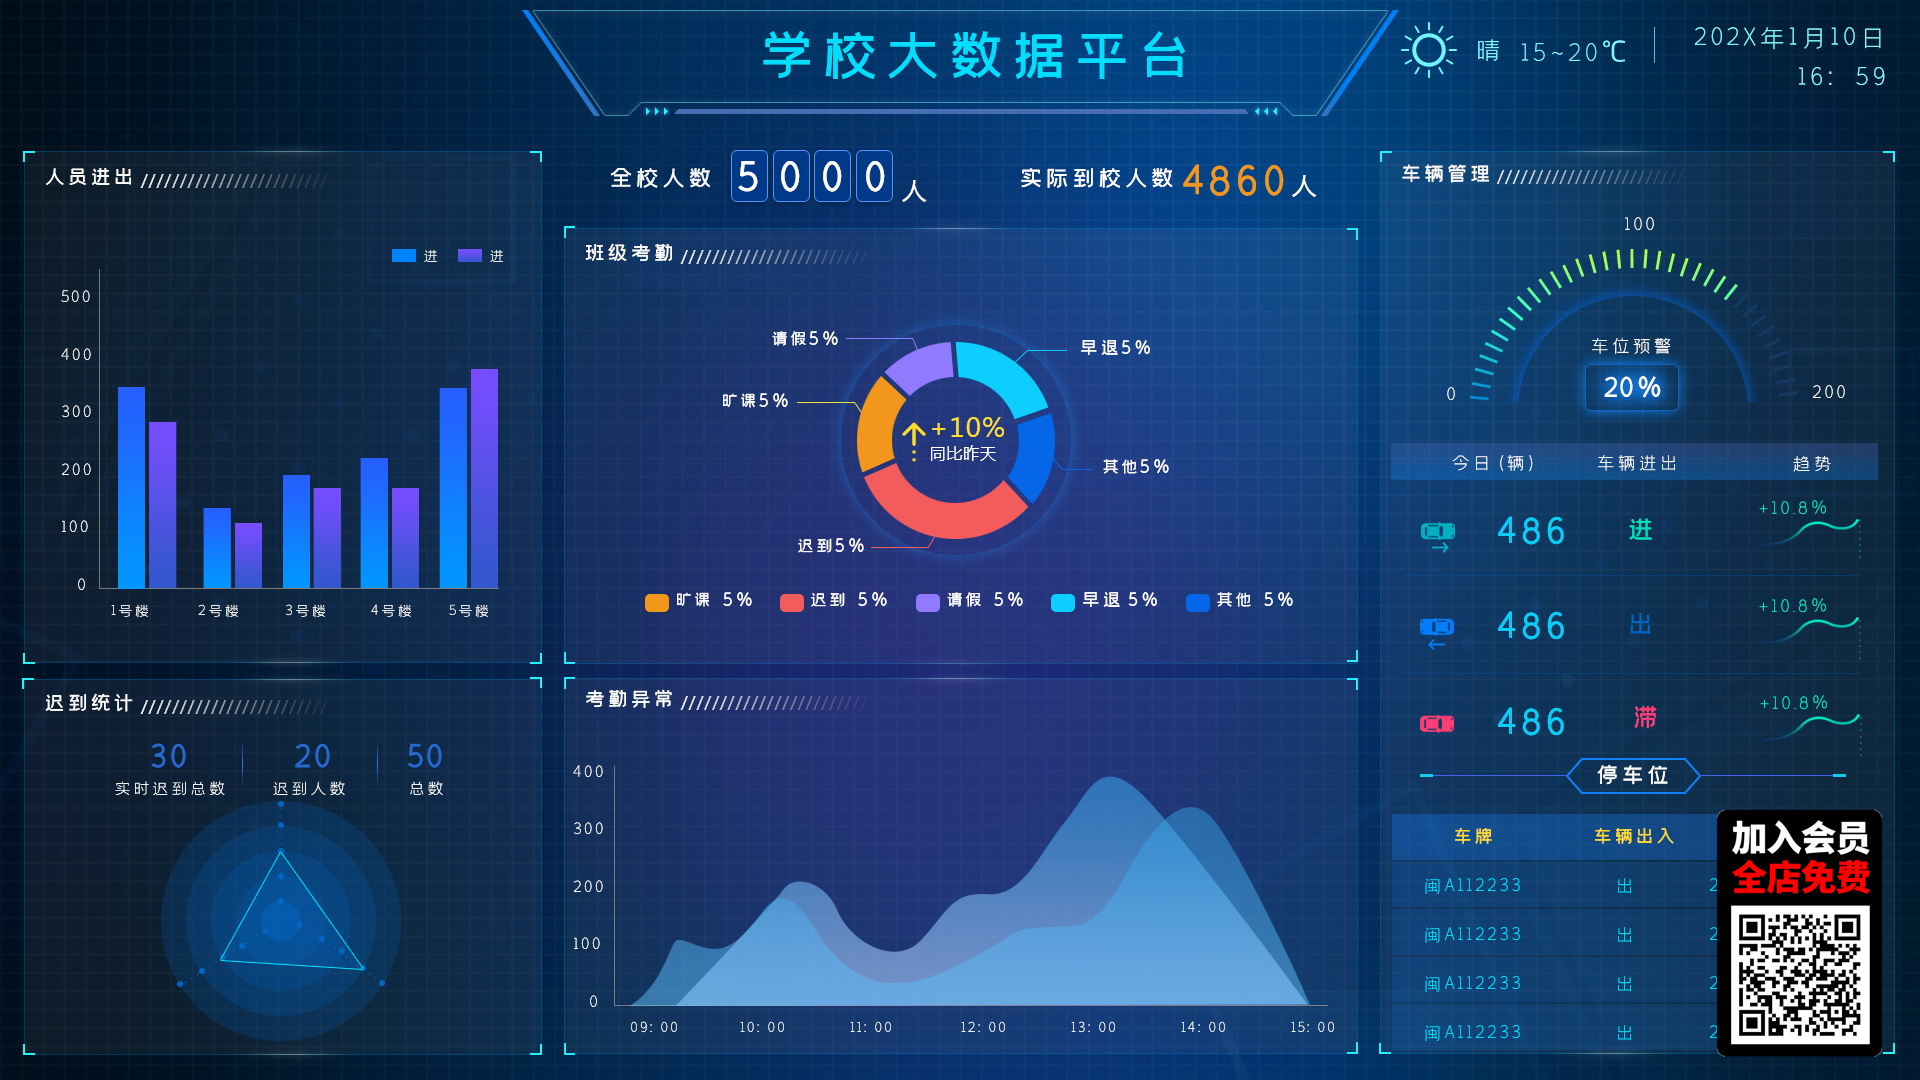 学校大数据平台
晴 15~20℃
202X年1月10日
16: 59
全校人数 5000 人
实际到校人数 4860 人
人员进出
进 进
500
400
300
200
100
0
1号楼 2号楼 3号楼 4号楼 5号楼
班级考勤
请假5%
早退5%
旷课5%
+10%
同比昨天
其他5%
迟到5%
旷课 5% 迟到 5% 请假 5% 早退 5% 其他 5%
车辆管理
100
0
200
车位预警
20%
今日(辆) 车辆进出 趋势
486 进 +10.8%
486 出 +10.8%
486 滞 +10.8%
停车位
车牌 车辆出入
闽A112233 出 2
闽A112233 出 2
闽A112233 出 2
闽A112233 出 2
加入会员
全店免费
迟到统计
30 20 50
实时迟到总数 迟到人数 总数
考勤异常
400
300
200
100
0
09: 00 10: 00 11: 00 12: 00 13: 00 14: 00 15: 00